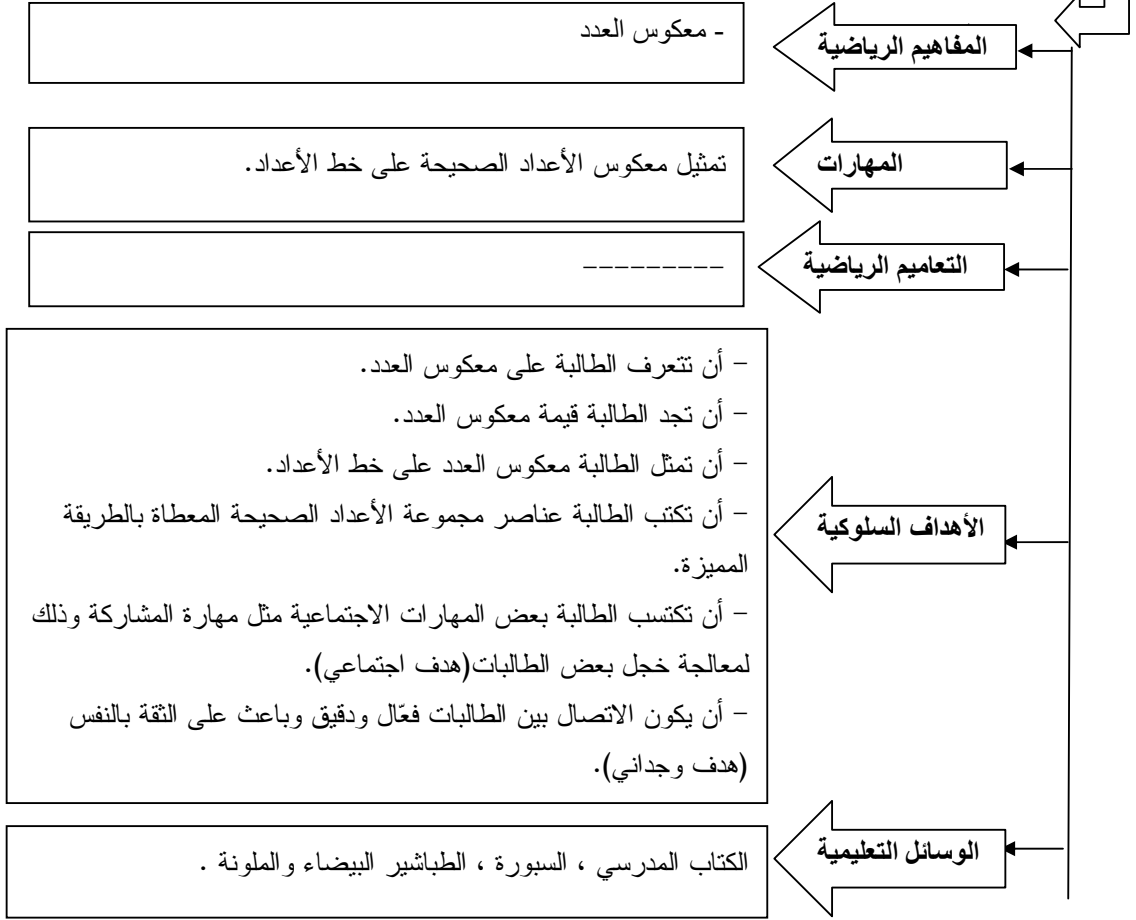 المفاهيم الرياضية
- معكوس العدد
المهارات
تمثيل معكوس الأعداد الصحيحة على خط الأعداد.
التعاميم الرياضية
---------
الأهداف السلوكية
- أن تتعرف الطالبة على معكوس العدد.
- أن تجد الطالبة قيمة معكوس العدد.
- أن تمثل الطالبة معكوس العدد على خط الأعداد.
- أن تكتب الطالبة عناصر مجموعة الأعداد الصحيحة المعطاة بالطريقة
المميزة.
- أن تكتسب الطالبة بعض المهارات الاجتماعية مثل مهارة المشاركة وذلك
لمعالجة خجل بعض الطالبات(هدف اجتماعي).
- أن يكون الاتصال بين الطالبات فعّال ودقيق وباعث على الثقة بالنفس
(هدف وجداني).
الوسائل التعليمية
الكتاب المدرسي ، السبورة ، الطباشير البيضاء والملونة .